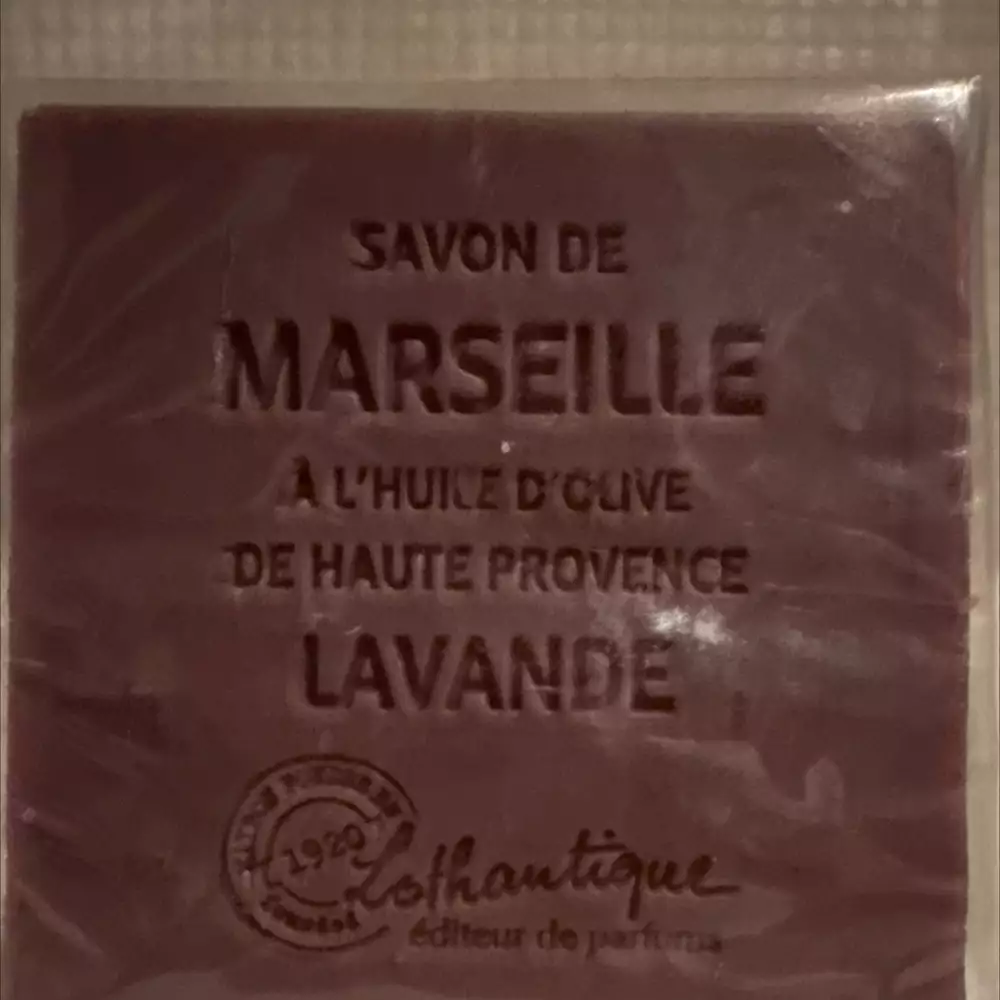 SAVON DE
MARSEILLE
À L'HUILE D'OLIVE
DE HAUTE PROVENCE
LAVANDE
1920
Lothantique
éditeur de parfums